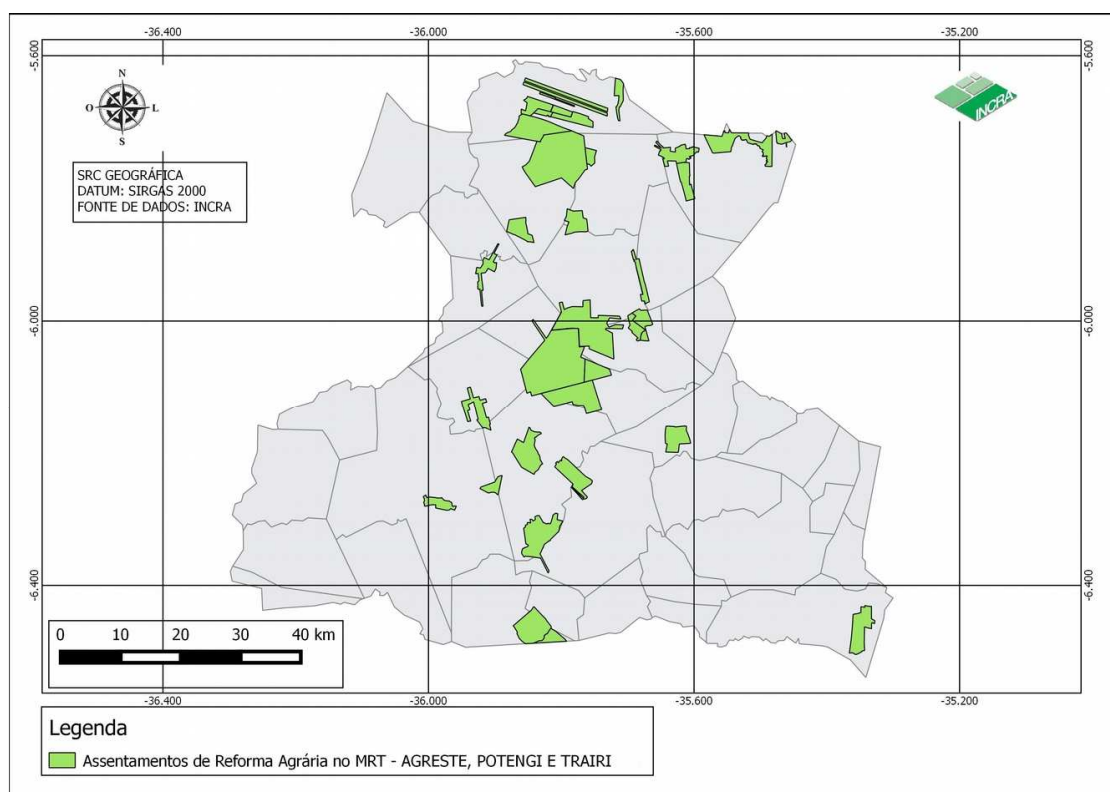 -36.400
-36.000
-35.600
-35.200
-5.600
-5.600
N
O
L
S
INCRA
SRC GEOGRÁFICA
DATUM: SIRGAS 2000
FONTE DE DADOS: INCRA
-6.000
-6.000
-6.400
-6.400
0 10 20 30 40 km
-36.400
-36.000
-35.600
-35.200
Legenda
Assentamentos de Reforma Agrária no MRT - AGRESTE, POTENGI E TRAIRI